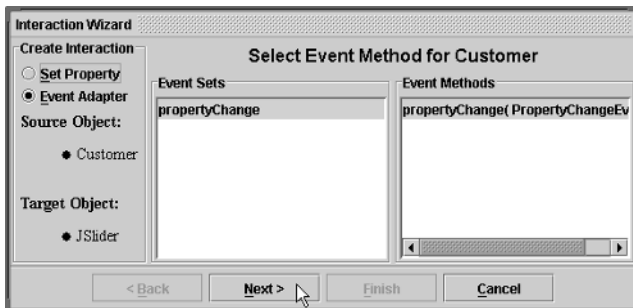 Interaction Wizard
Create Interaction
Set Property
Event Adapter
Source Object:
Customer
Target Object:
JSlider
Select Event Method for Customer
Event Sets
propertyChange
Event Methods
propertyChange( PropertyChangeEv
< Back
Next >
Finish
Cancel